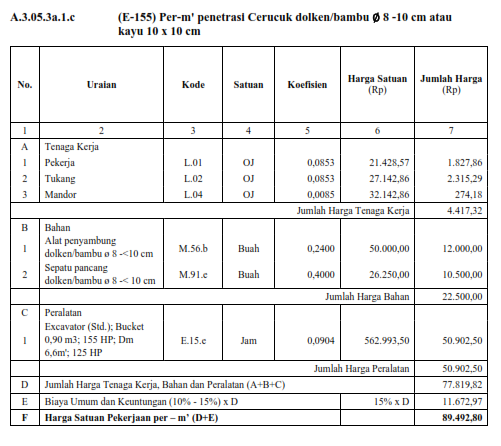 A.3.05.3a.1.c (E-155) Per-m' penetrasi Cerucuk dolken/bambu Ø 8 -10 cm atau
kayu 10 x 10 cm
No. Uraian Kode Satuan Koefisien Harga Satuan (Rp) Jumlah Harga (Rp)
1 2 3 4 5 6 7
A Tenaga Kerja
1 Pekerja L.01 OJ 0,0853 21.428,57 1.827,86
2 Tukang L.02 OJ 0,0853 27.142,86 2.315,29
3 Mandor L.04 OJ 0,0085 32.142,86 274,18
Jumlah Harga Tenaga Kerja 4.417,32
B Bahan
1 Alat penyambung dolken/bambu ø 8 -<10 cm M.56.b Buah 0,2400 50.000,00 12.000,00
2 Sepatu pancang dolken/bambu ø 8 -< 10 cm M.91.e Buah 0,4000 26.250,00 10.500,00
Jumlah Harga Bahan 22.500,00
C Peralatan
1 Excavator (Std.); Bucket 0,90 m3; 155 HP; Dm 6,6m'; 125 HP E.15.e Jam 0,0904 562.993,50 50.902,50
Jumlah Harga Peralatan 50.902,50
D Jumlah Harga Tenaga Kerja, Bahan dan Peralatan (A+B+C) 77.819,82
E Biaya Umum dan Keuntungan (10% - 15%) x D 15% x D 11.672,97
F Harga Satuan Pekerjaan per – m' (D+E) 89.492,80